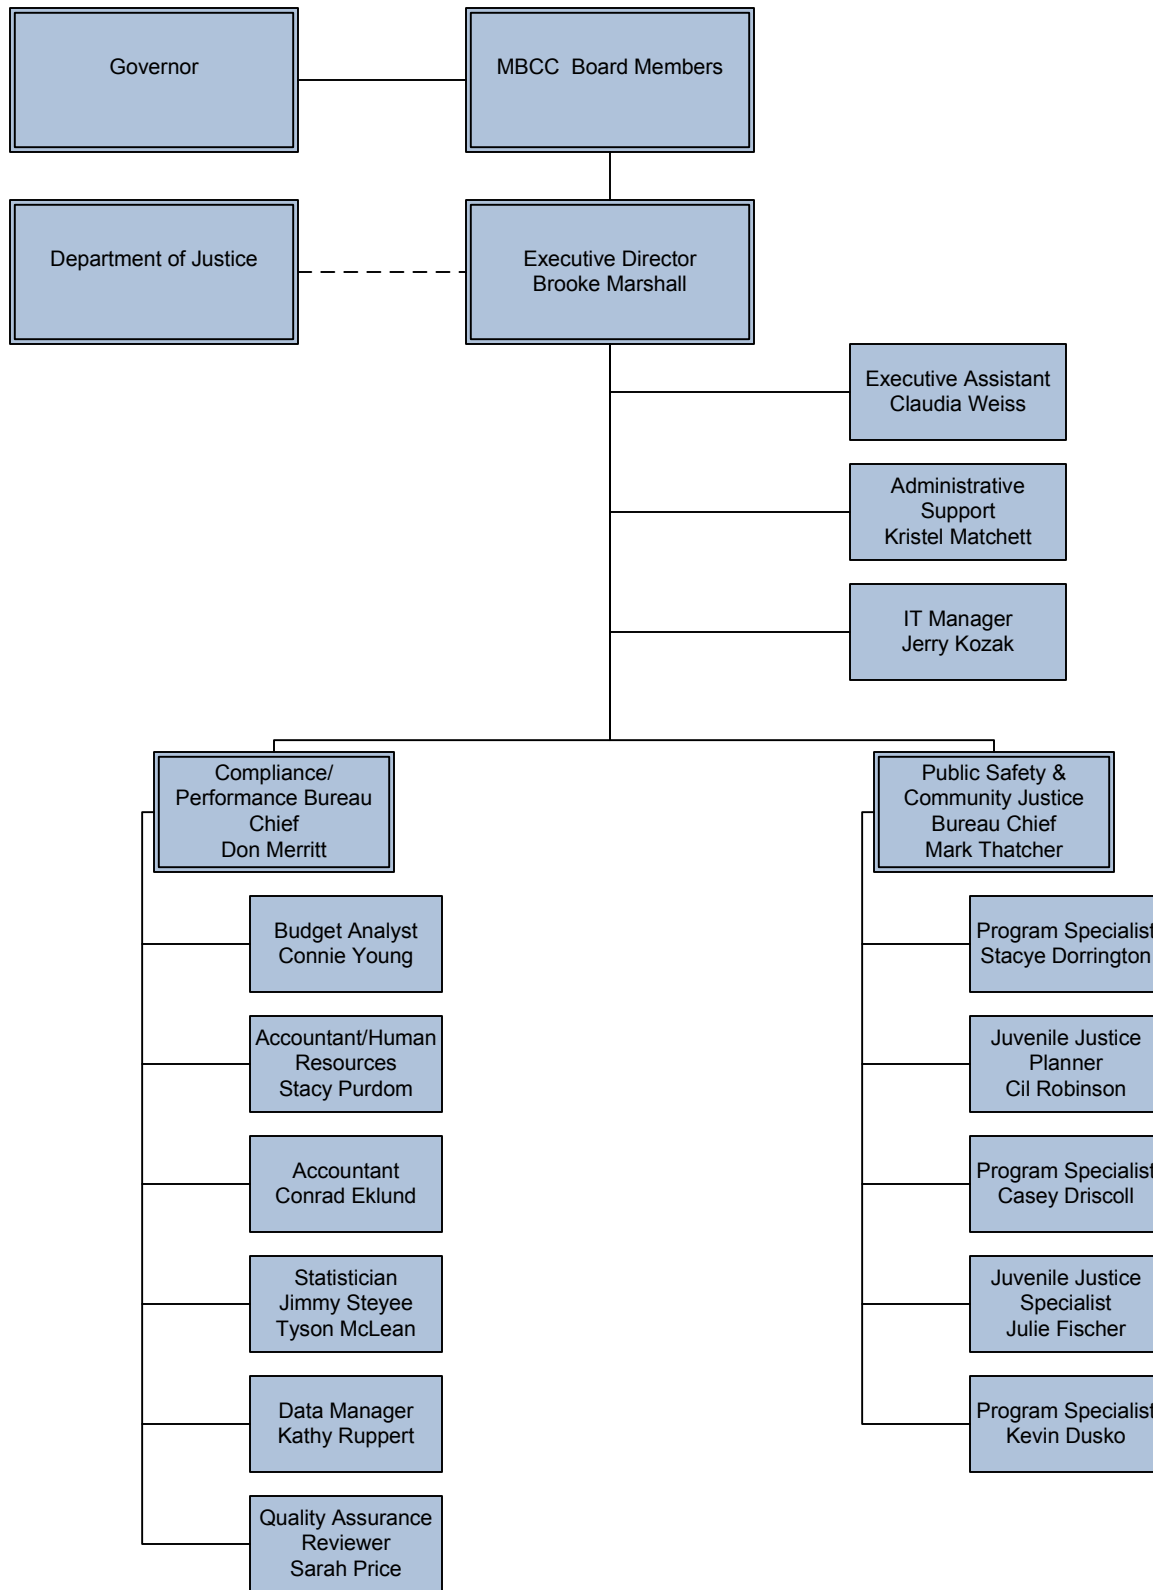 Governor
MBCC  Board Members
Department of Justice
Executive Director
Brooke Marshall
Executive Assistant
Claudia Weiss
Administrative
Support
Kristel Matchett
IT Manager
Jerry Kozak
Compliance/
Performance Bureau
Chief
Don Merritt
Public Safety &
Community Justice
Bureau Chief
Mark Thatcher
Budget Analyst
Connie Young
Accountant/Human
Resources
Stacy Purdom
Accountant
Conrad Eklund
Statistician
Jimmy Steyee
Tyson McLean
Data Manager
Kathy Ruppert
Quality Assurance
Reviewer
Sarah Price
Program Specialist
Stacye Dorrington
Juvenile Justice
Planner
Cil Robinson
Program Specialist
Casey Driscoll
Juvenile Justice
Specialist
Julie Fischer
Program Specialist
Kevin Dusko